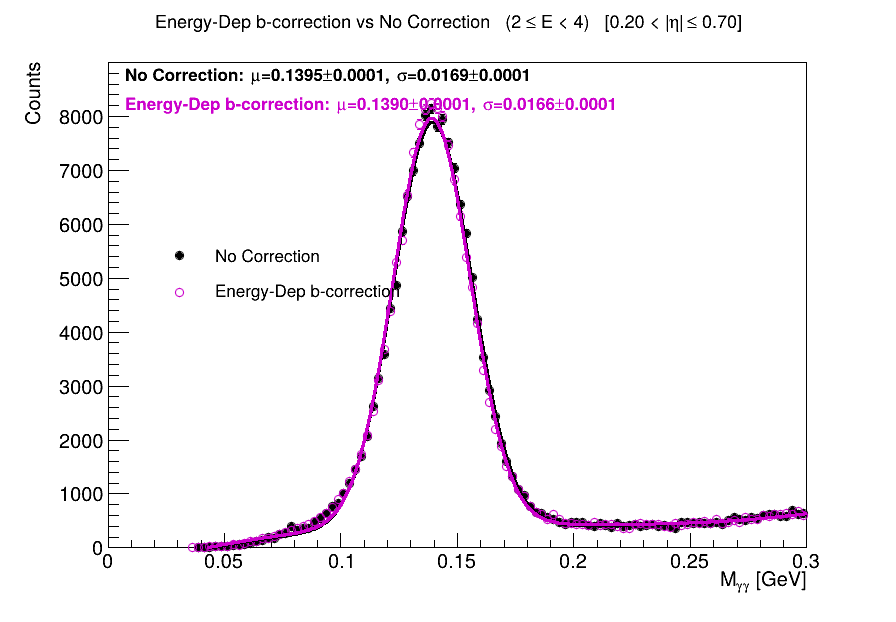 Energy-Dep b-correction vs No Correction (2 ≤ E < 4) [0.20 < |η| ≤ 0.70]
Counts
No Correction: μ=0.1395±0.0001, σ=0.0169±0.0001
Energy-Dep b-correction: μ=0.1390±0.0001, σ=0.0166±0.0001
8000
7000
6000
5000
4000
3000
2000
1000
0
No Correction
Energy-Dep b-correction
0 0.05 0.1 0.15 0.2 0.25 0.3
Mγγ [GeV]